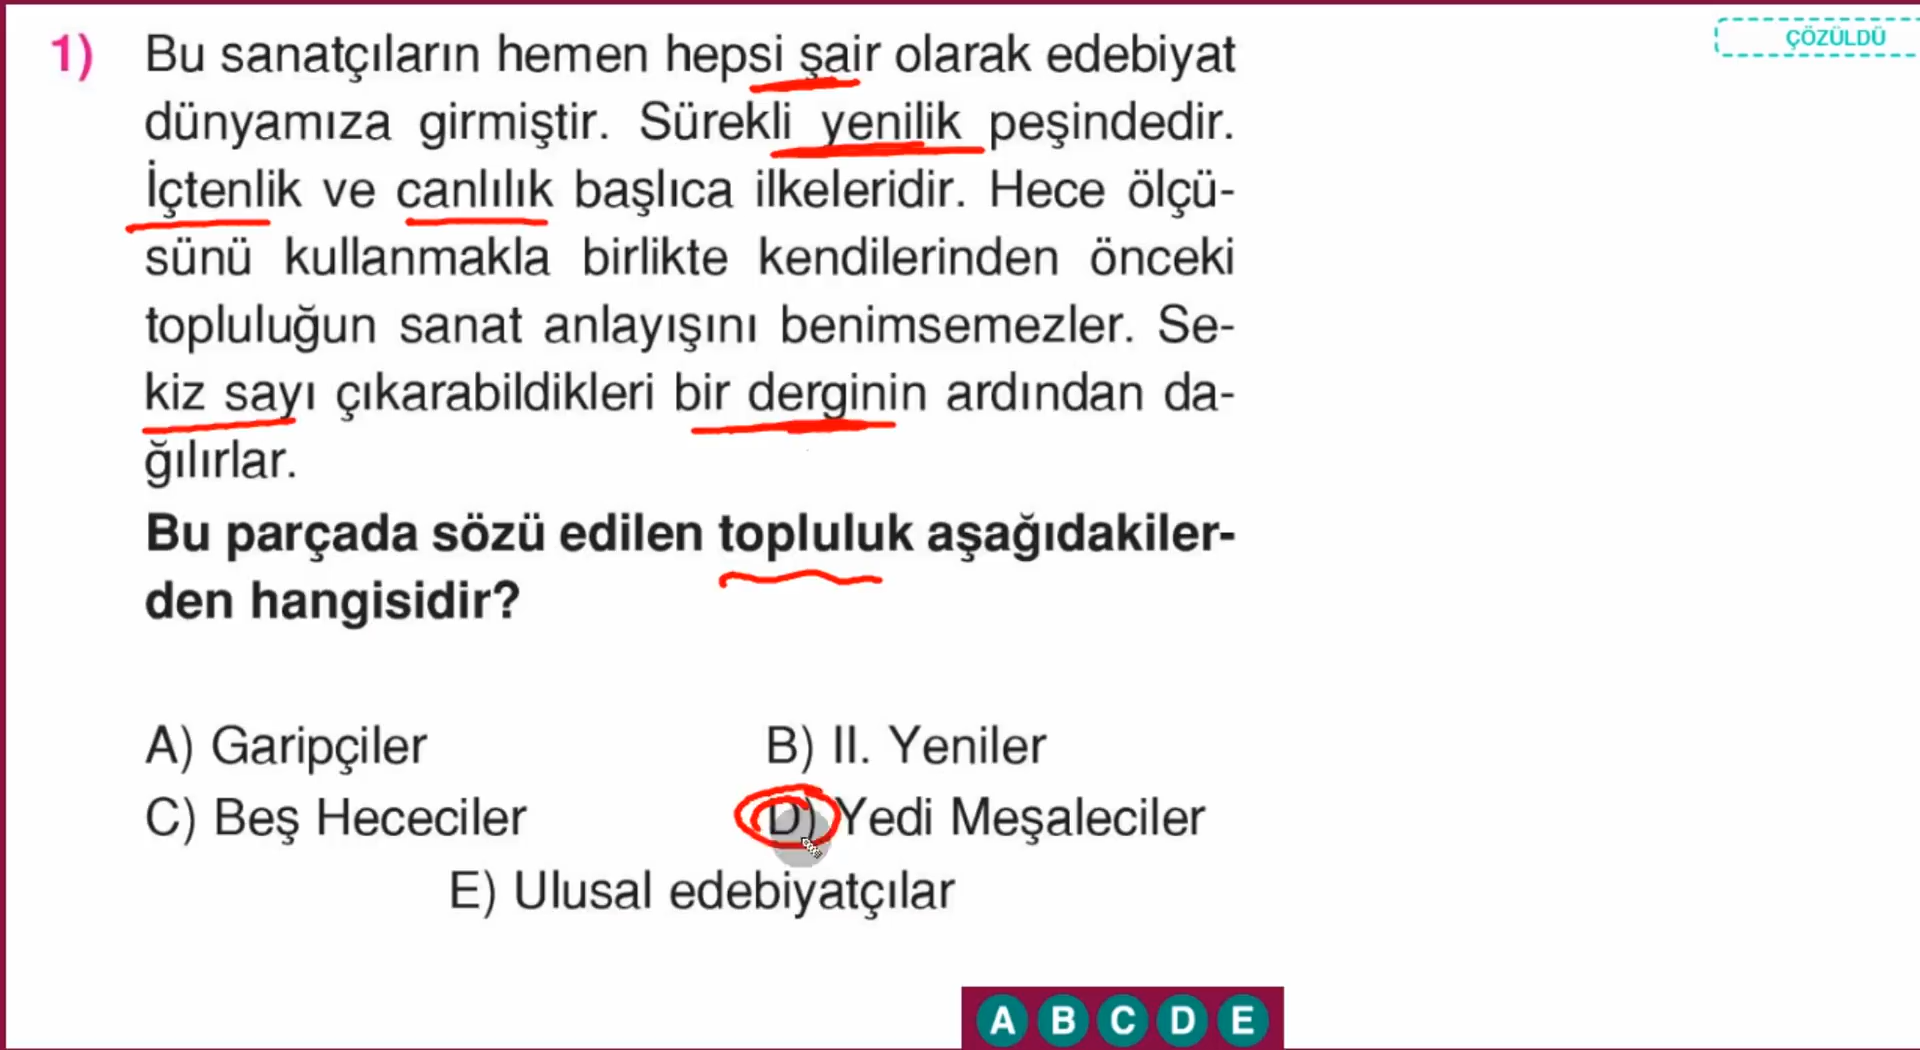 ÇÖZÜLDÜ
1) Bu sanatçıların hemen hepsi şair olarak edebiyat
dünyamıza girmiştir. Sürekli yenilik peşindedir.
İçtenlik ve canlılık başlıca ilkeleridir. Hece ölçü-
sünü kullanmakla birlikte kendilerinden önceki
topluluğun sanat anlayışını benimsemezler. Se-
kiz sayı çıkarabildikleri bir derginin ardından da-
ğılırlar.
Bu parçada sözü edilen topluluk aşağıdakiler-
den hangisidir?
A) Garipçiler B) II. Yeniler
C) Beş Hececiler D) Yedi Meşaleciler
E) Ulusal edebiyatçılar
A B C D E